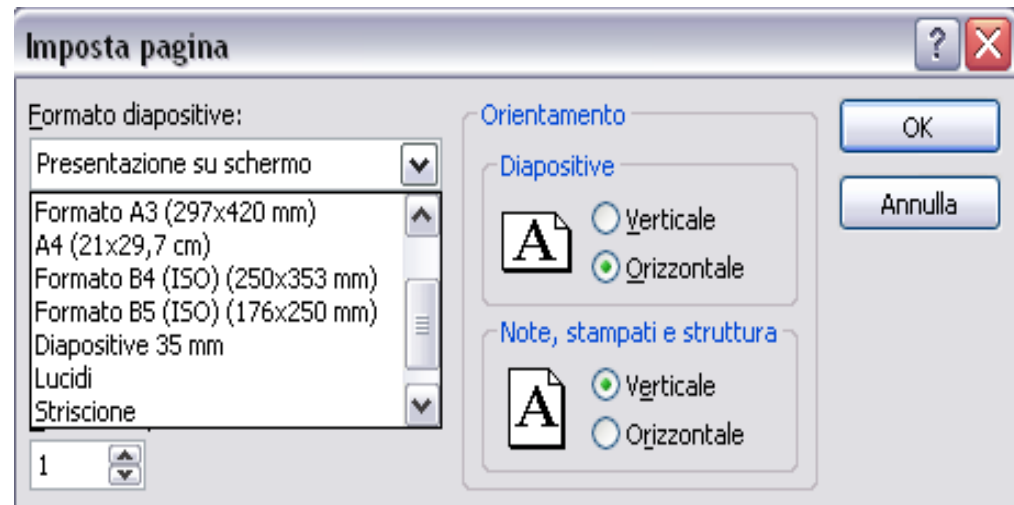 Imposta pagina
Formato diapositive:
Presentazione su schermo
Formato A3 (297x420 mm)
A4 (21x29,7 cm)
Formato B4 (ISO) (250x353 mm)
Formato B5 (ISO) (176x250 mm)
Diapositive 35 mm
Lucidi
Striscione
1
Orientamento
Diapositive
A
Verticale
Orizzontale
Note, stampati e struttura
A
Verticale
Orizzontale
OK
Annulla